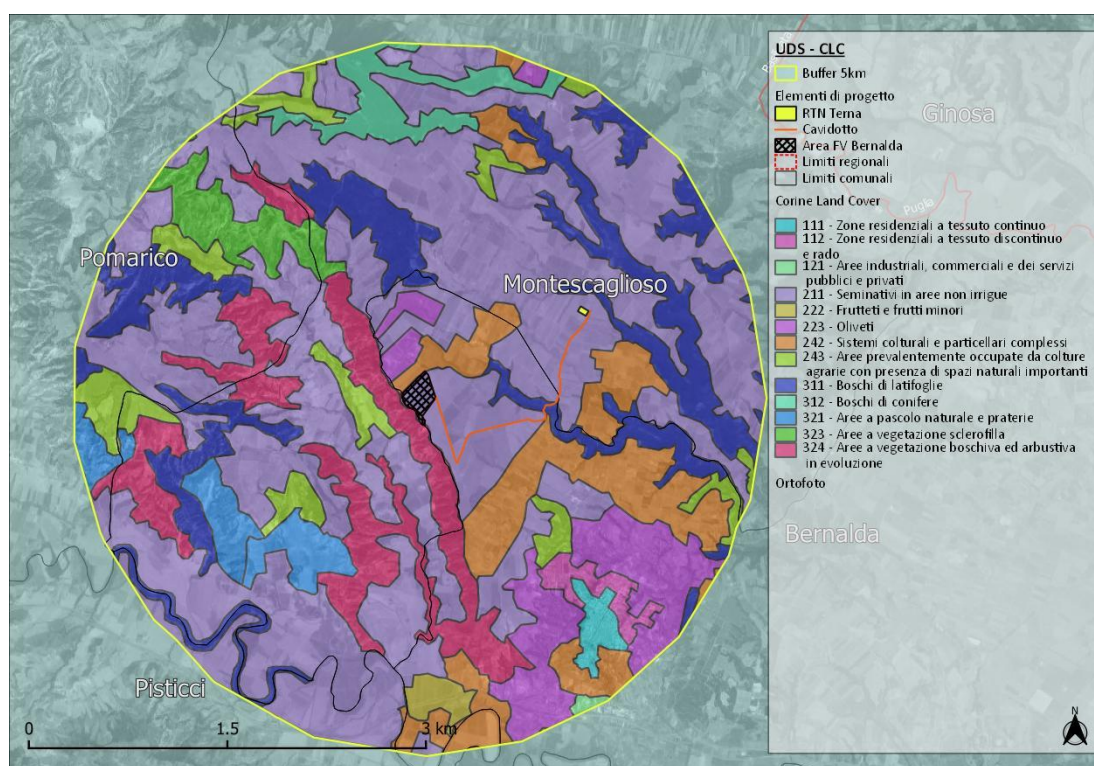 UDS - CLC
Buffer 5km
Elementi di progetto
RTN Terna
Cavidotto
Area FV Bernalda
Limiti regionali
Limiti comunali
Corine Land Cover
111 - Zone residenziali a tessuto continuo
112 - Zone residenziali a tessuto discontinuo
e rado
121 - Aree industriali, commerciali e dei servizi
pubblici e privati
211 - Seminativi in aree non irrigue
222 - Frutteti e frutti minori
223 - Oliveti
242 - Sistemi colturali e particellari complessi
243 - Aree prevalentemente occupate da colture
agrarie con presenza di spazi naturali importanti
311 - Boschi di latifoglie
312 - Boschi di conifere
321 - Aree a pascolo naturale e praterie
323 - Aree a vegetazione sclerofilla
324 - Aree a vegetazione boschiva ed arbustiva
in evoluzione
Ortofoto
Ginosa
Puglia
Pomarico
Montescaglioso
Bernalda
Pisticci
0
1.5
3 km
N